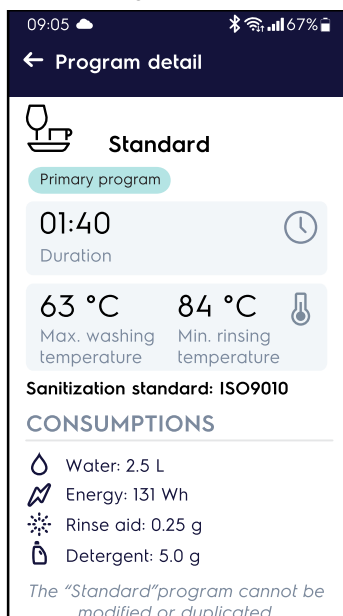 09:05 67%
Program detail
Standard
Primary program
01:40
Duration
63 °C 84 °C
Max. washing Min. rinsing
temperature temperature
Sanitization standard: ISO9010
CONSUMPTIONS
Water: 2.5 L
Energy: 131 Wh
Rinse aid: 0.25 g
Detergent: 5.0 g
The “Standard”program cannot be
modified or duplicated